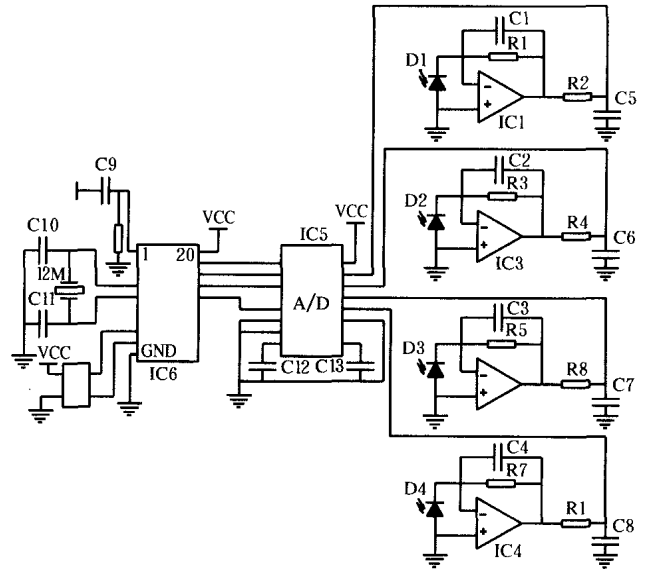 C1
R1
D1
R2
C5
IC1
C2
R3
D2
R4
C6
IC3
C9
VCC
VCC
IC5
C10
1 20
12M
A/D
C11
VCC
GND
IC6
C12 C13
C3
R5
D3
R8
C7
C4
R7
D4
R1
C8
IC4